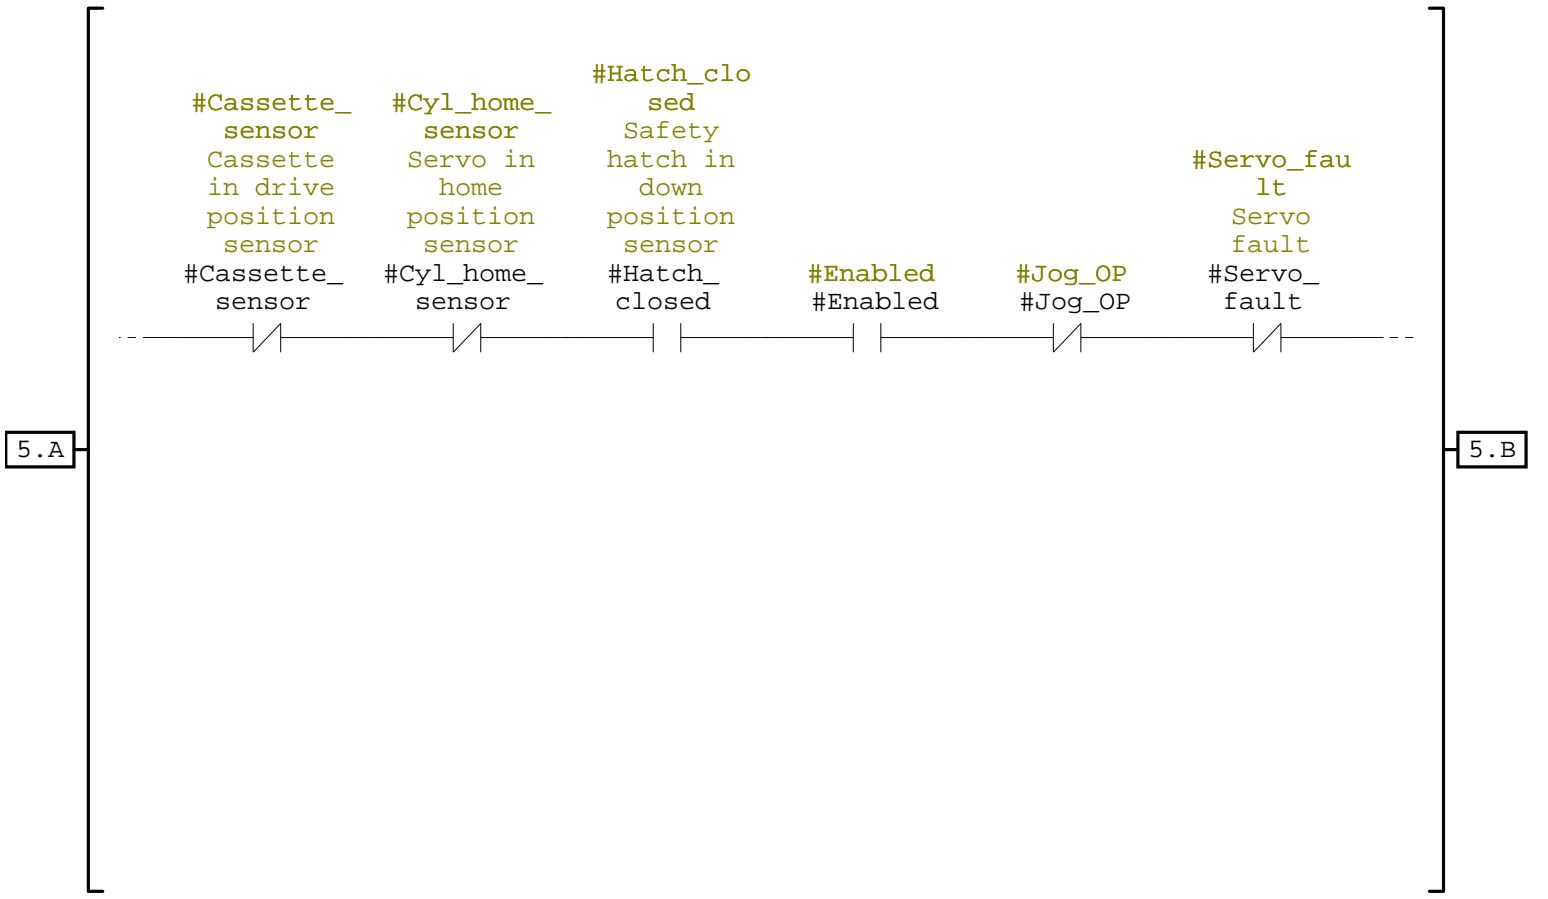 #Cassette_
sensor
Cassette
in drive
position
sensor
#Cassette_
sensor
#Cyl_home_
sensor
Servo in
home
position
sensor
#Cyl_home_
sensor
#Hatch_clo
sed
Safety
hatch in
down
position
sensor
#Hatch_
closed
#Enabled
#Enabled
#Jog_OP
#Jog_OP
#Servo_fau
lt
Servo
fault
#Servo_
fault
5.A
5.B